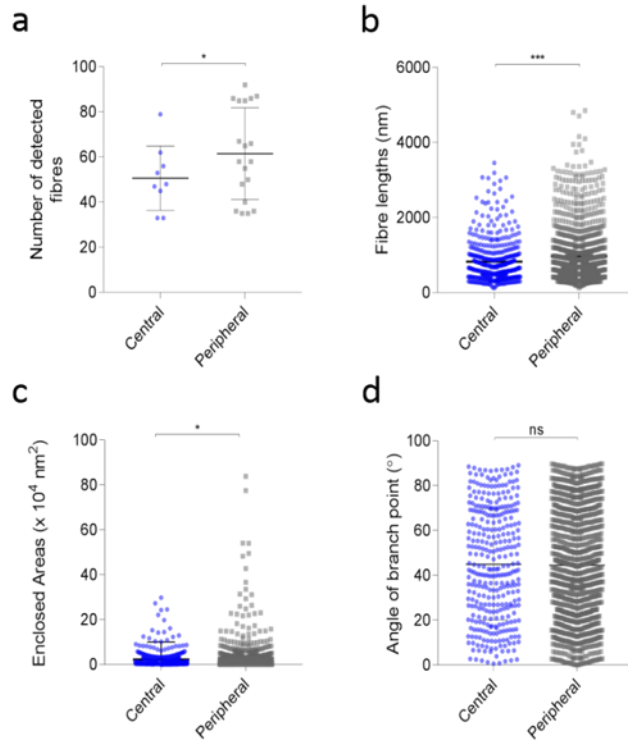 a
*
Number of detected
fibres
100
80
60
40
20
0
Central
Peripheral
b
***
Fibre lengths (nm)
6000
4000
2000
0
Central
Peripheral
c
*
Enclosed Areas (x 10⁴ nm²)
100
80
60
40
20
0
Central
Peripheral
d
ns
Angle of branch point (°)
100
80
60
40
20
0
Central
Peripheral